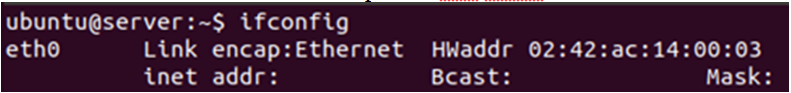 ubuntu@server:~$ ifconfig
eth0 Link encap:Ethernet HWaddr 02:42:ac:14:00:03
inet addr: Bcast: Mask: